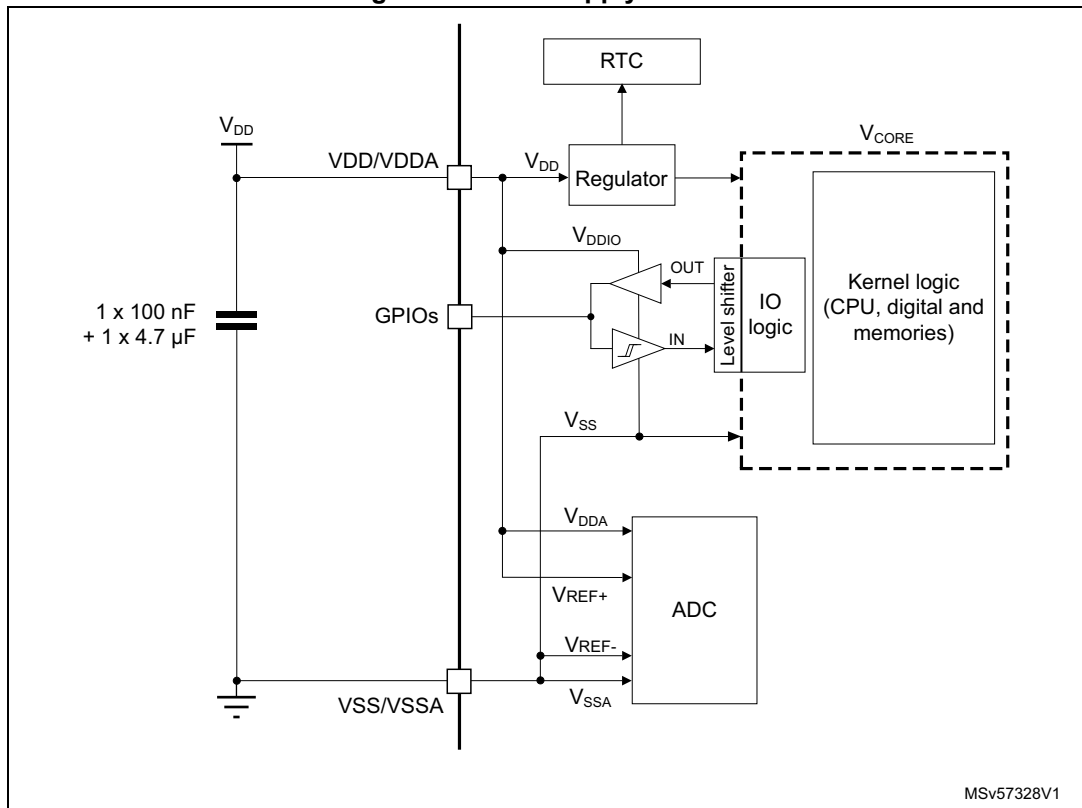 RTC
VDD
VCORE
VDD/VDDA
VDD
Regulator
VDDIO
OUT
Level shifter
IO
logic
Kernel logic
(CPU, digital and
memories)
1 x 100 nF
+ 1 x 4.7 µF
GPIOs
IN
VSS
VDDA
VREF+
ADC
VREF-
VSS/VSSA
VSSA
MSv57328V1